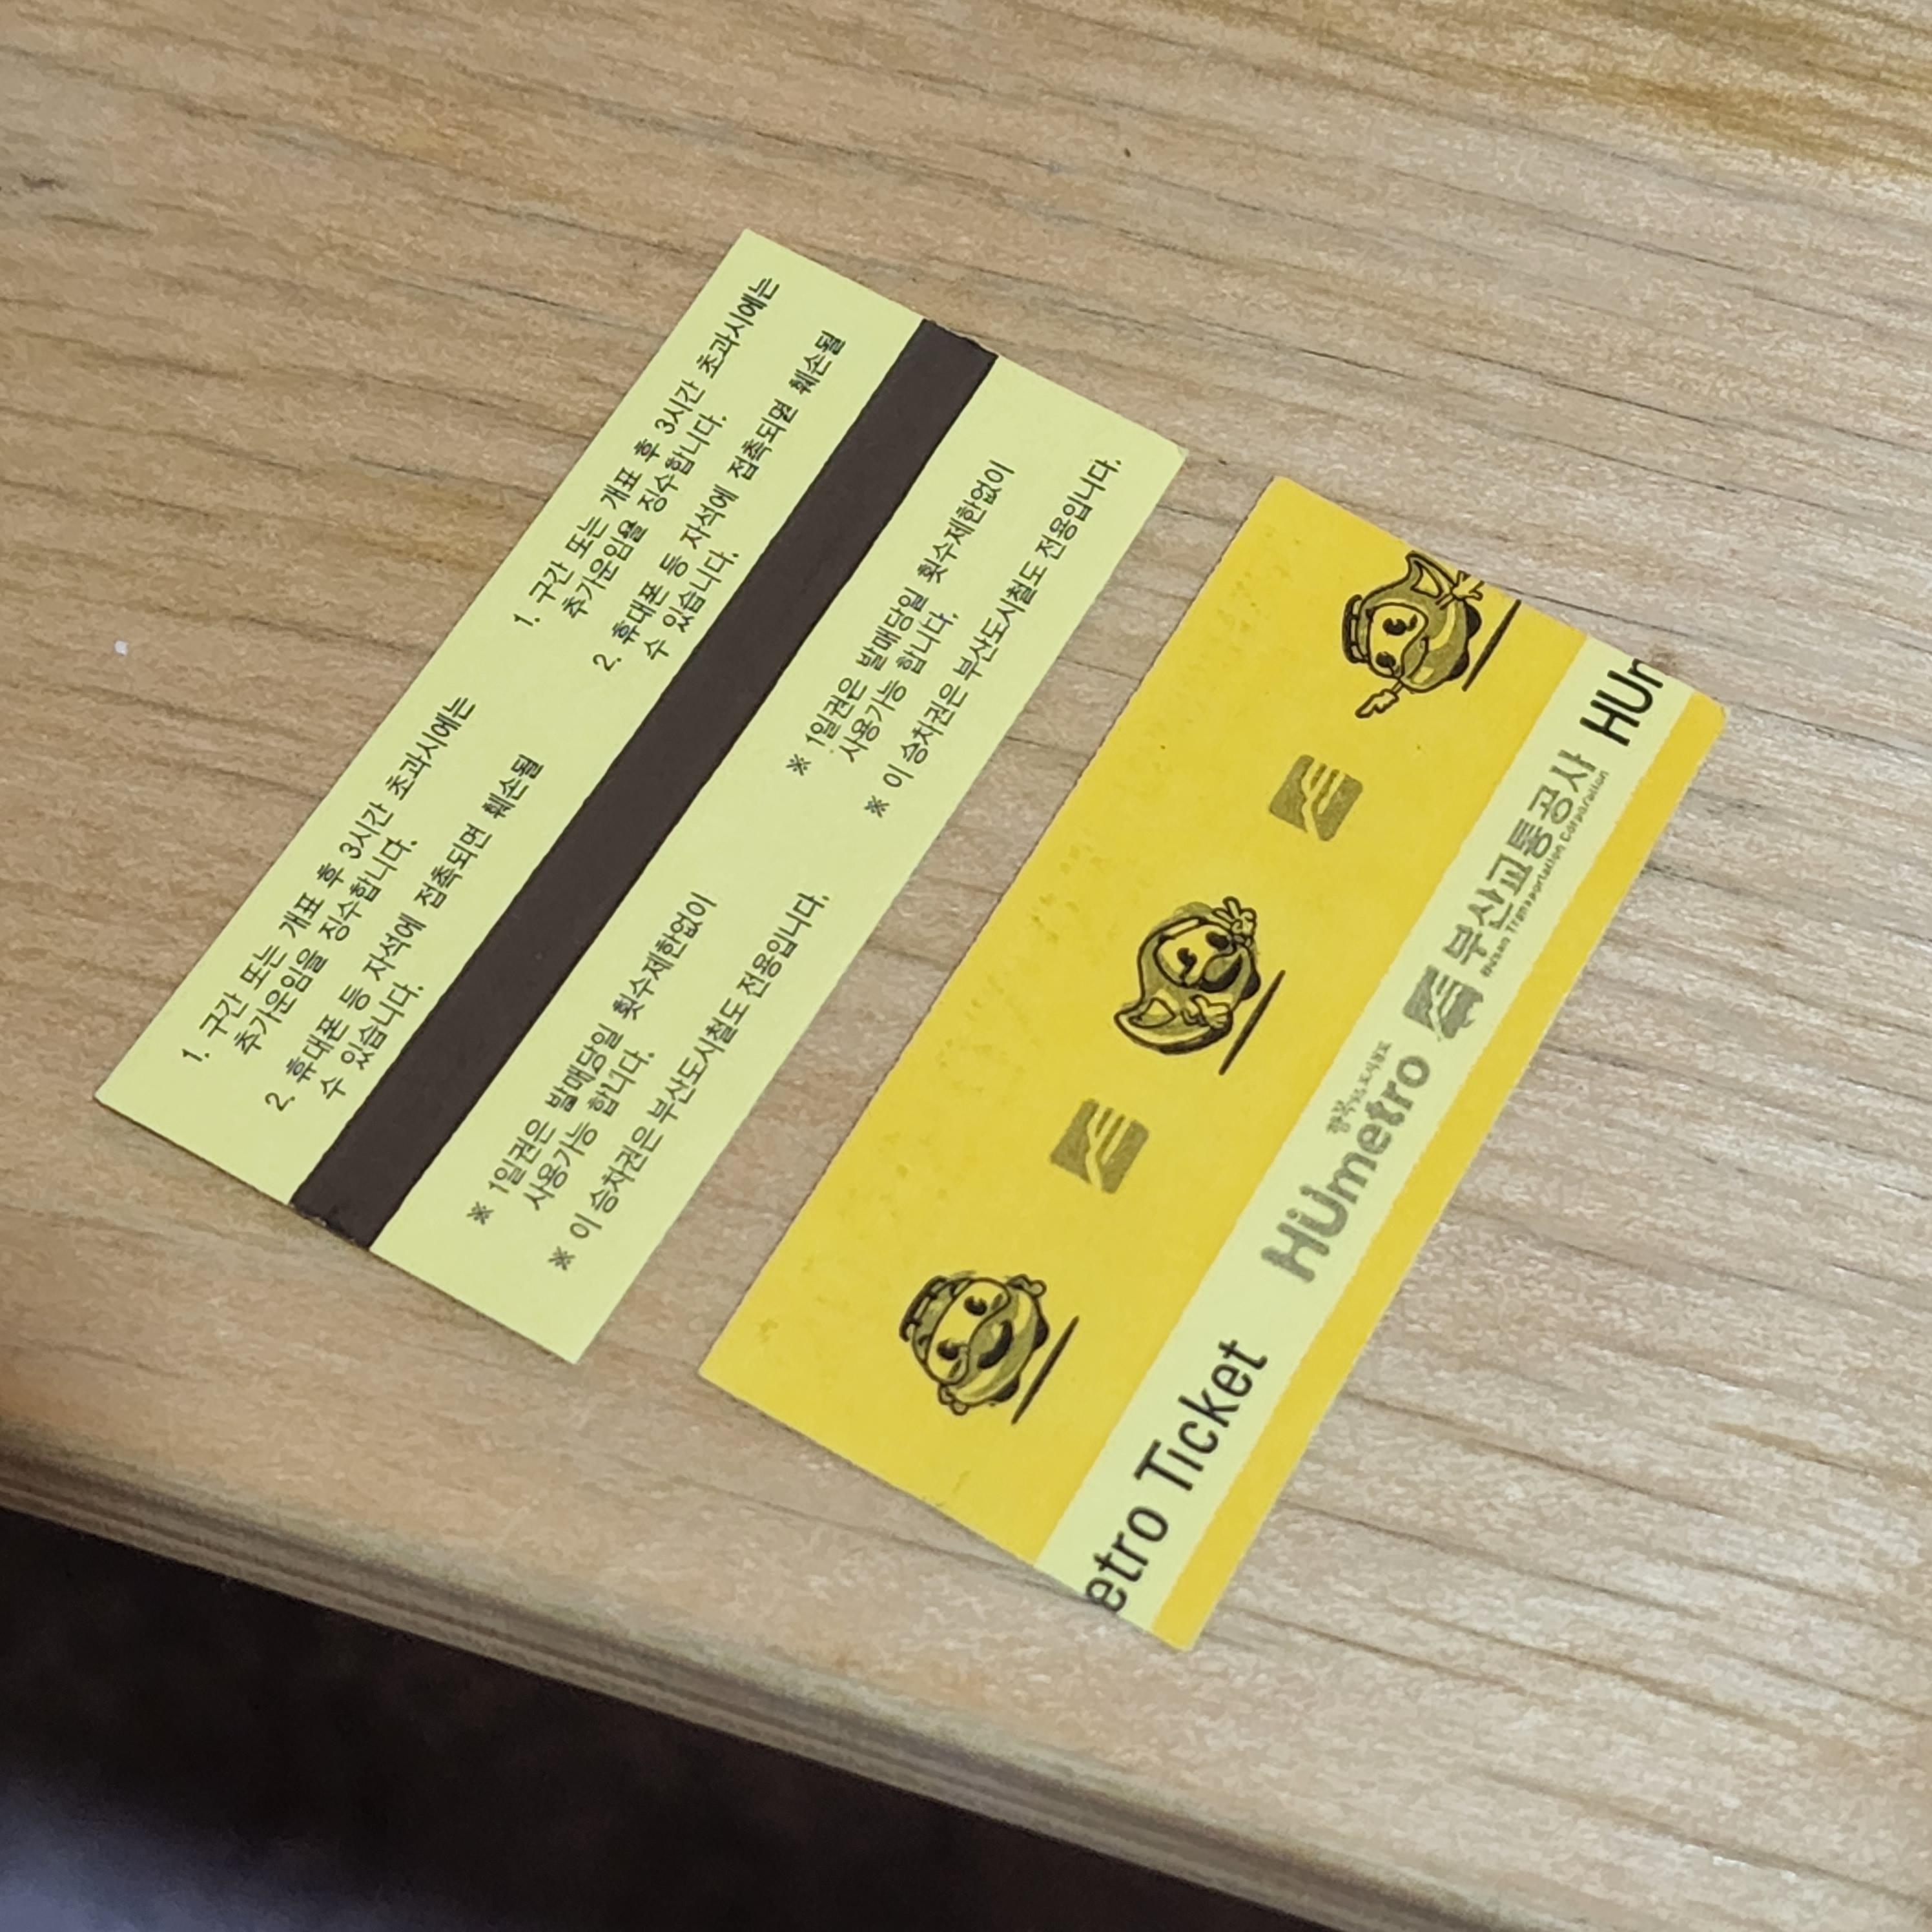 1. 구간 또는 개표 후 3시간 초과시에는
추가운임을 징수합니다.
2. 휴대폰 등 자석에 접촉되면 훼손될
수 있습니다.
1. 구간 또는 개표 후 3시간 초과시에는
추가운임을 징수합니다.
2. 휴대폰 등 자석에 접촉되면 훼손될
수 있습니다.
※ 1일권은 발매당일 횟수제한없이
사용가능 합니다.
※ 이 승차권은 부산도시철도 전용입니다.
※ 1일권은 발매당일 횟수제한없이
사용가능 합니다.
※ 이 승차권은 부산도시철도 전용입니다.
etro Ticket
Humetro
부산교통공사
Busan Transportation Corporation
HUm